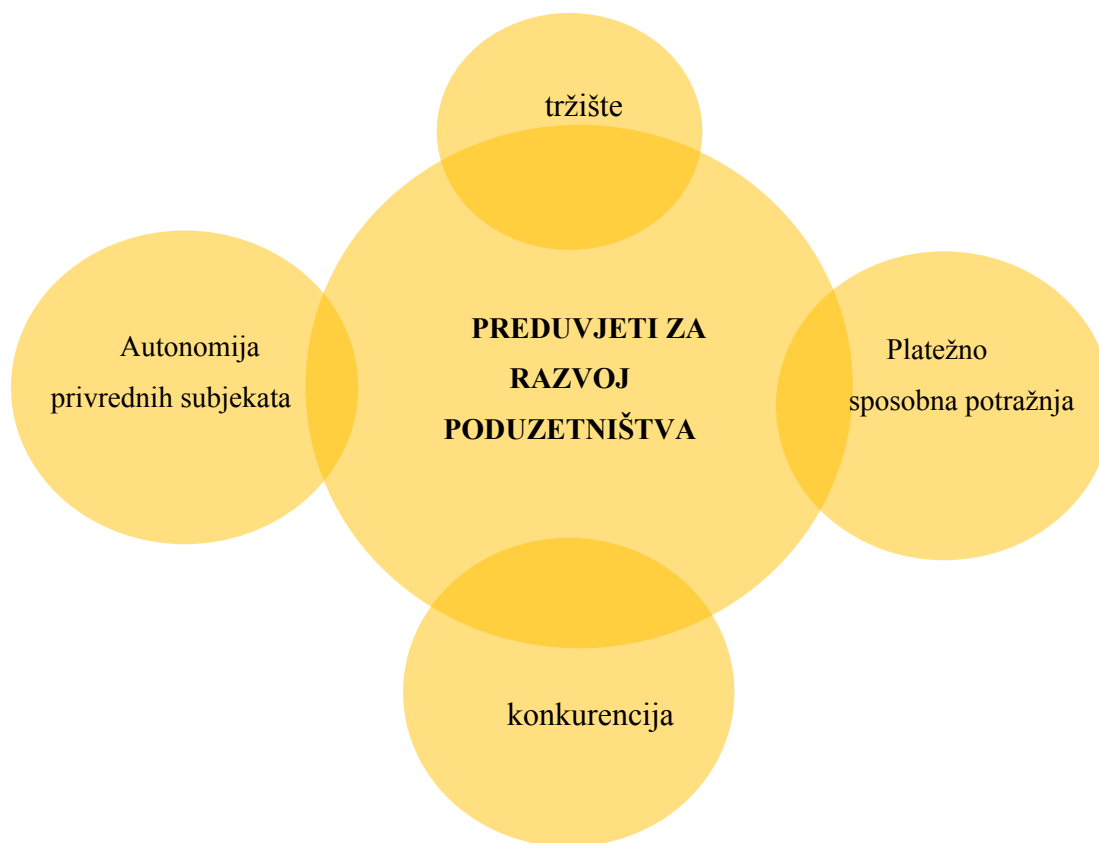 tržište
Autonomija
privrednih subjekata
PREDUVJETI ZA
RAZVOJ
PODUZETNIŠTVA
Platežno
sposobna potražnja
konkurencija